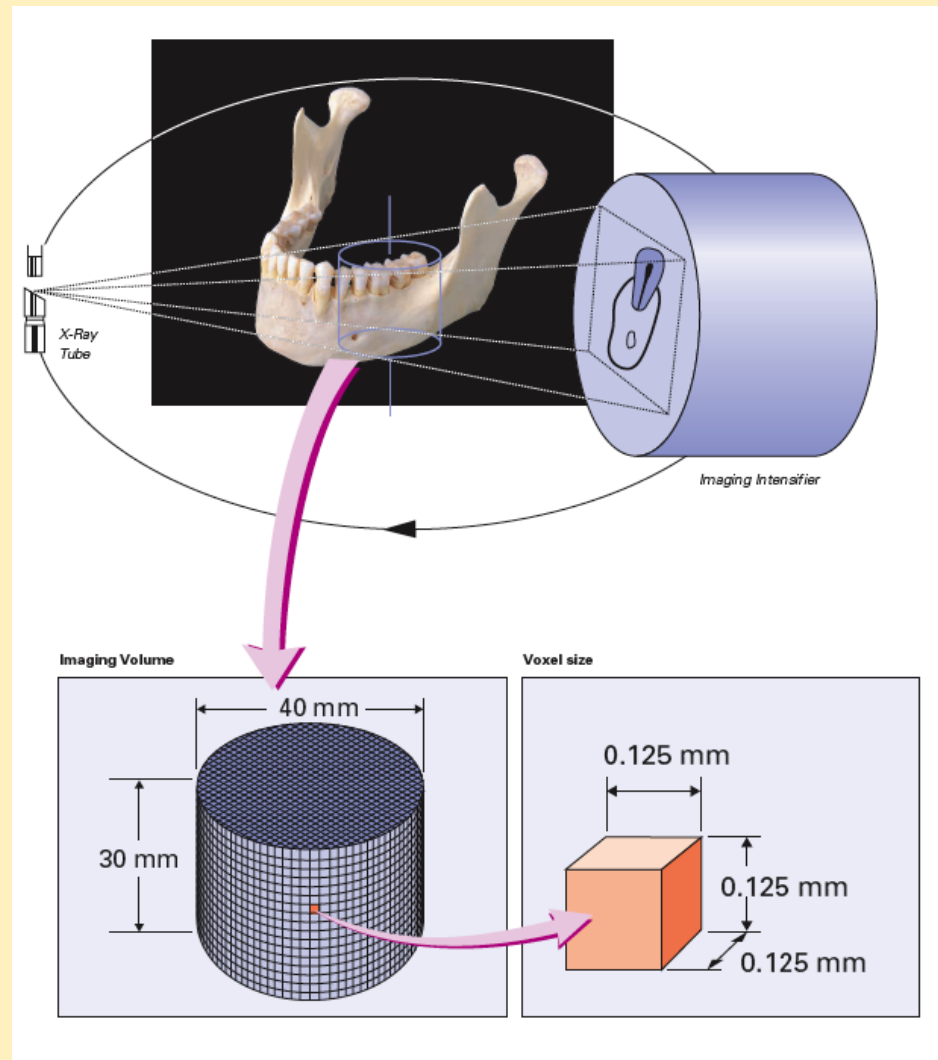 X-Ray
Tube
Imaging Intensifier
Imaging Volume
Voxel size
40 mm
0.125 mm
30 mm
0.125 mm
0.125 mm